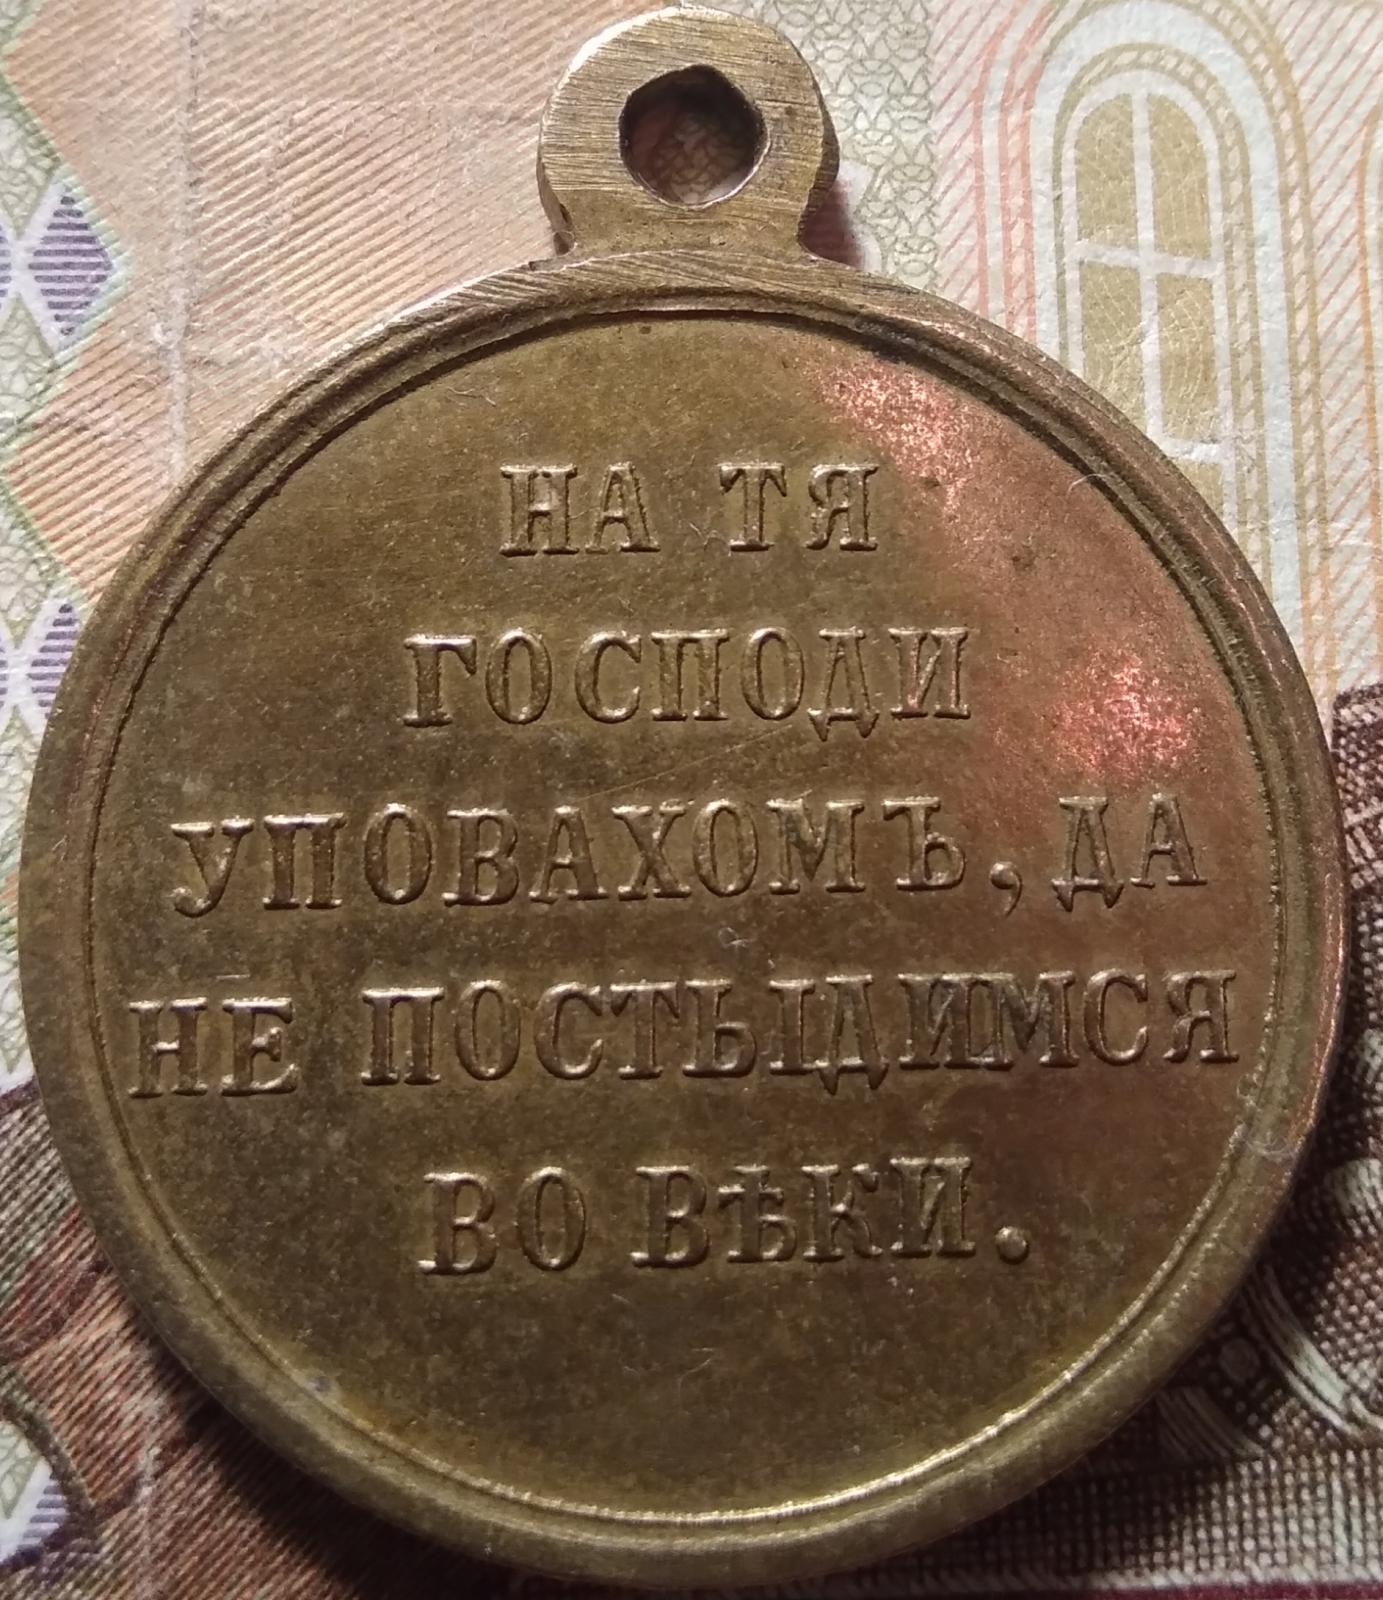 НА ТЯ
ГОСПОДИ
УПОВАХОМЪ, ДА
НЕ ПОСТЫДИМСЯ
ВО ВѢКИ.